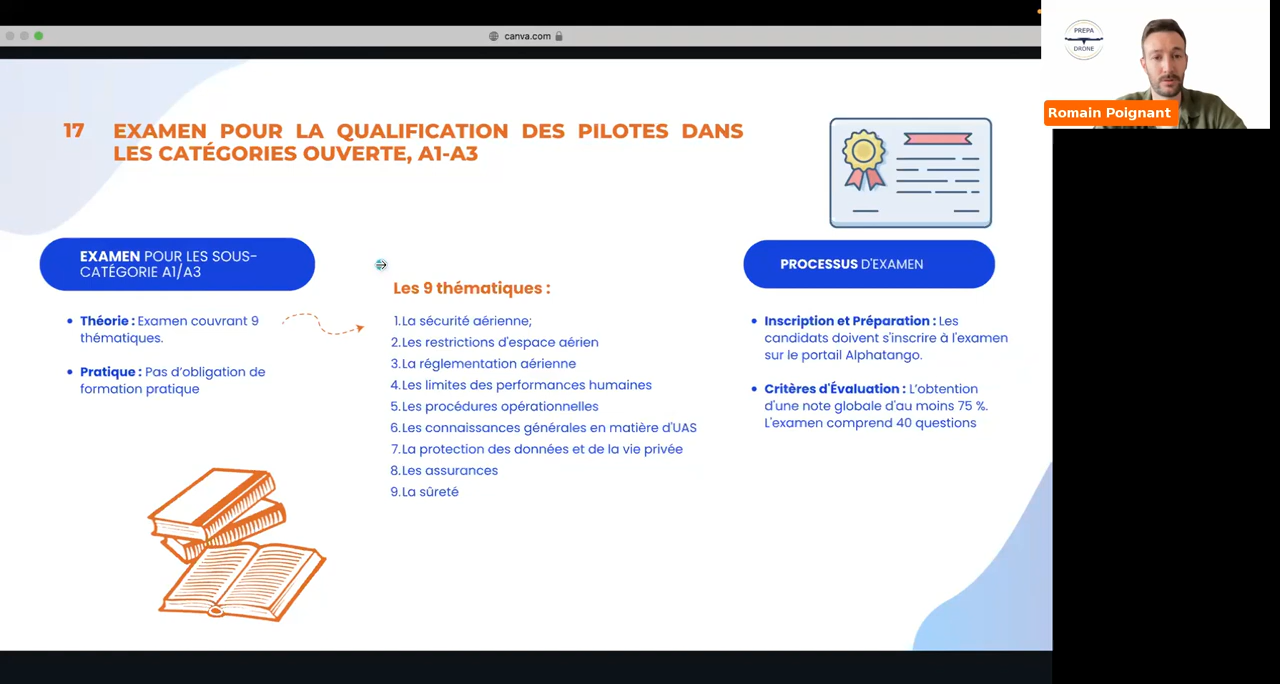 canva.com
PREPA
DRONE
Romain Poignant
17 EXAMEN POUR LA QUALIFICATION DES PILOTES DANS
LES CATÉGORIES OUVERTE, A1-A3
EXAMEN POUR LES SOUS-
CATÉGORIE A1/A3
Théorie : Examen couvrant 9
thématiques.
Pratique : Pas d'obligation de
formation pratique
Les 9 thématiques :
1.La sécurité aérienne;
2.Les restrictions d'espace aérien
3.La réglementation aérienne
4.Les limites des performances humaines
5.Les procédures opérationnelles
6.Les connaissances générales en matière d'UAS
7.La protection des données et de la vie privée
8.Les assurances
9.La sûreté
PROCESSUS D'EXAMEN
Inscription et Préparation : Les
candidats doivent s'inscrire à l'examen
sur le portail Alphatango.
Critères d'Évaluation : L'obtention
d'une note globale d'au moins 75 %.
L'examen comprend 40 questions